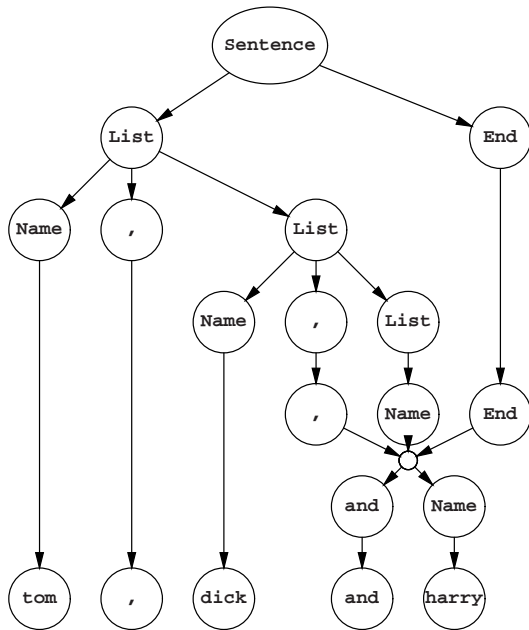 Sentence
List End
Name , List
Name , List
, Name End
and Name
tom , dick and harry